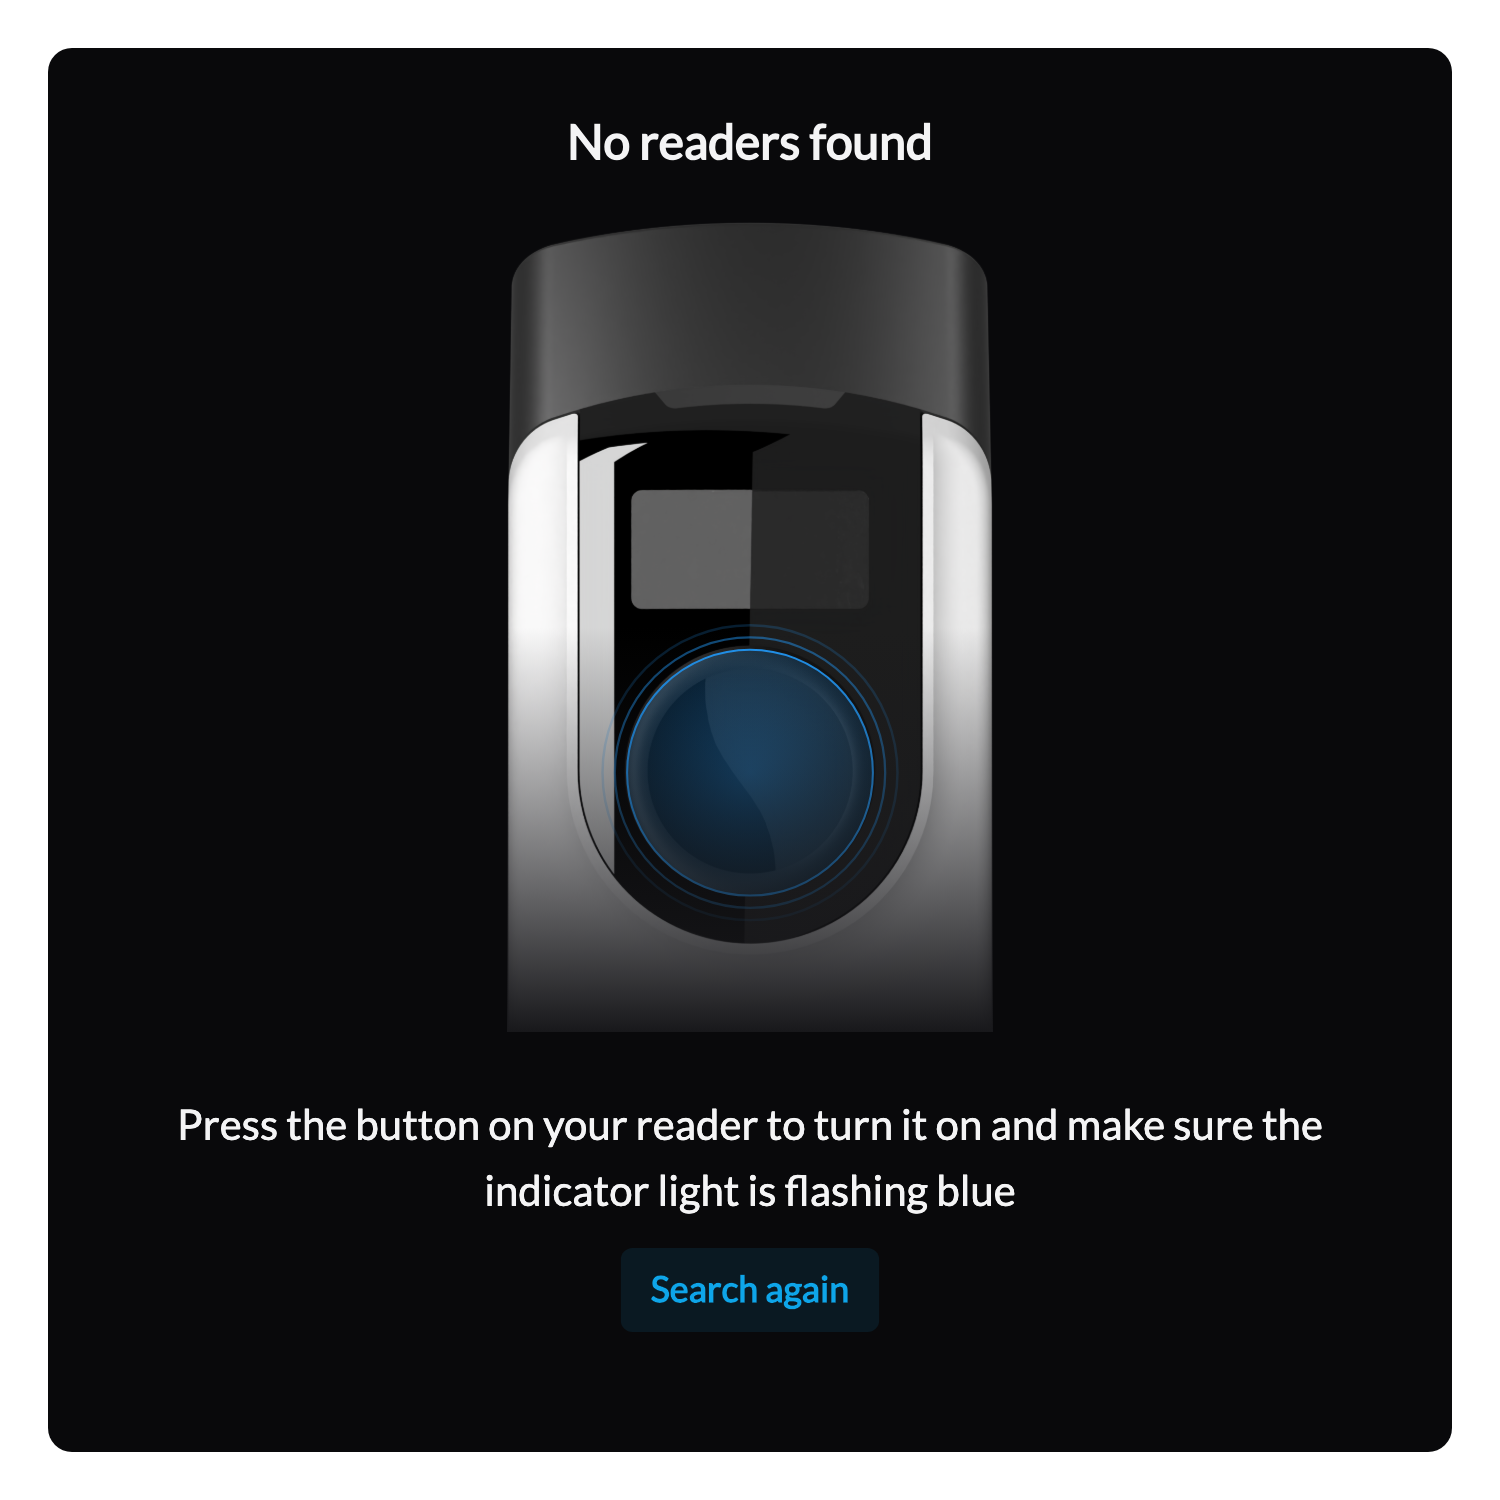 No readers found
Press the button on your reader to turn it on and make sure the
indicator light is flashing blue
Search again